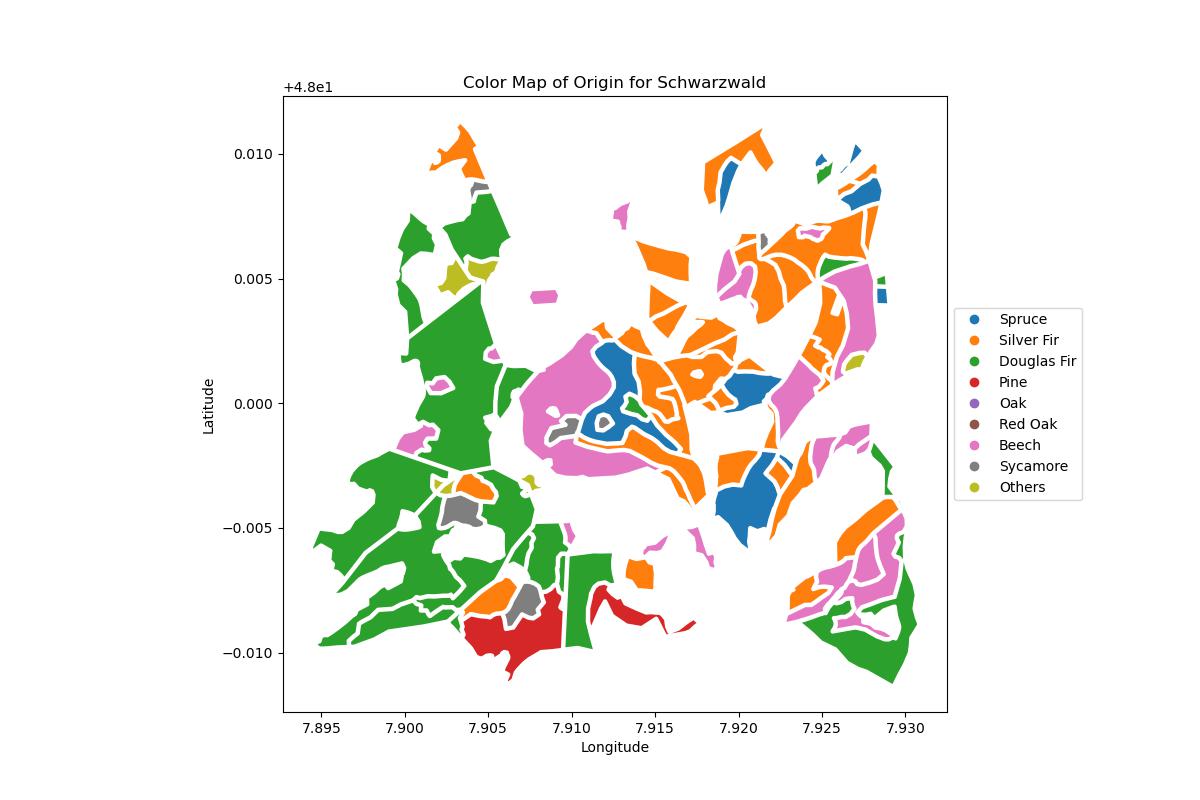 Color Map of Origin for Schwarzwald
+4.8e1
0.010
0.005
0.000
−0.005
−0.010
Latitude
7.895 7.900 7.905 7.910 7.915 7.920 7.925 7.930
Longitude
Spruce
Silver Fir
Douglas Fir
Pine
Oak
Red Oak
Beech
Sycamore
Others